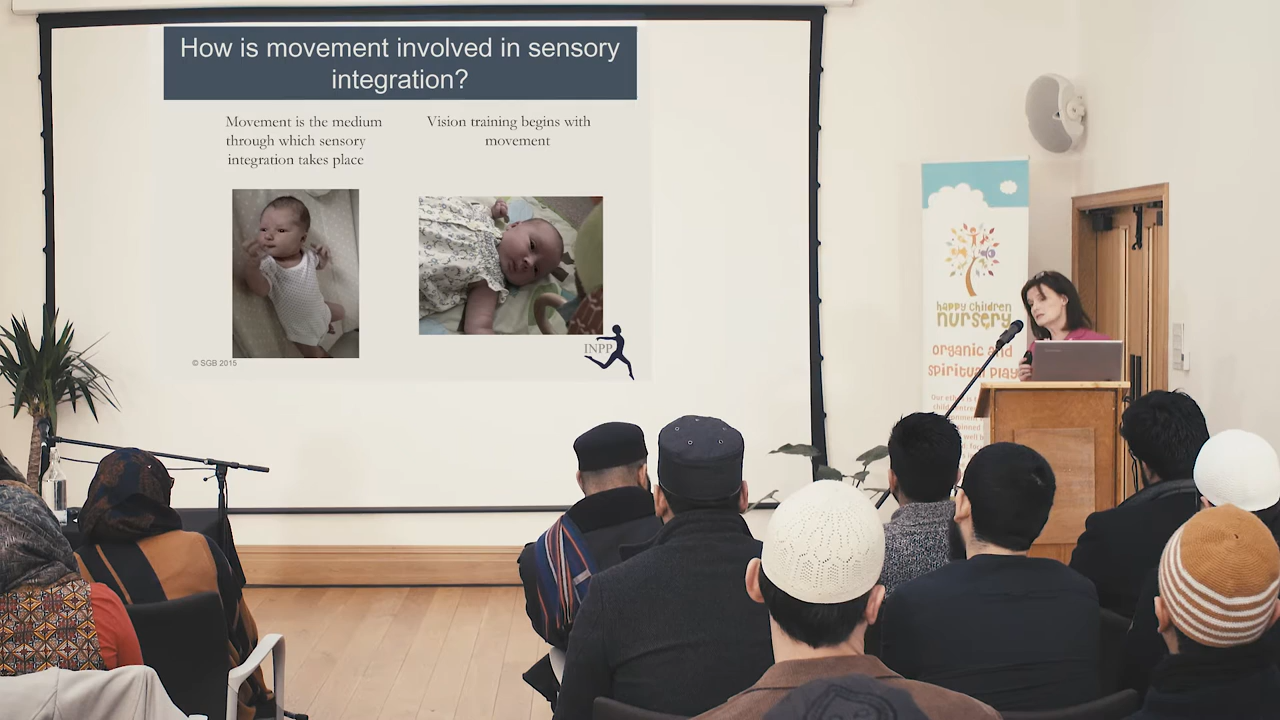 How is movement involved in sensory
integration?
Movement is the medium
through which sensory
integration takes place
Vision training begins with
movement
INPP
© SGB 2015
happy children
nursery
organic and
spiritual play